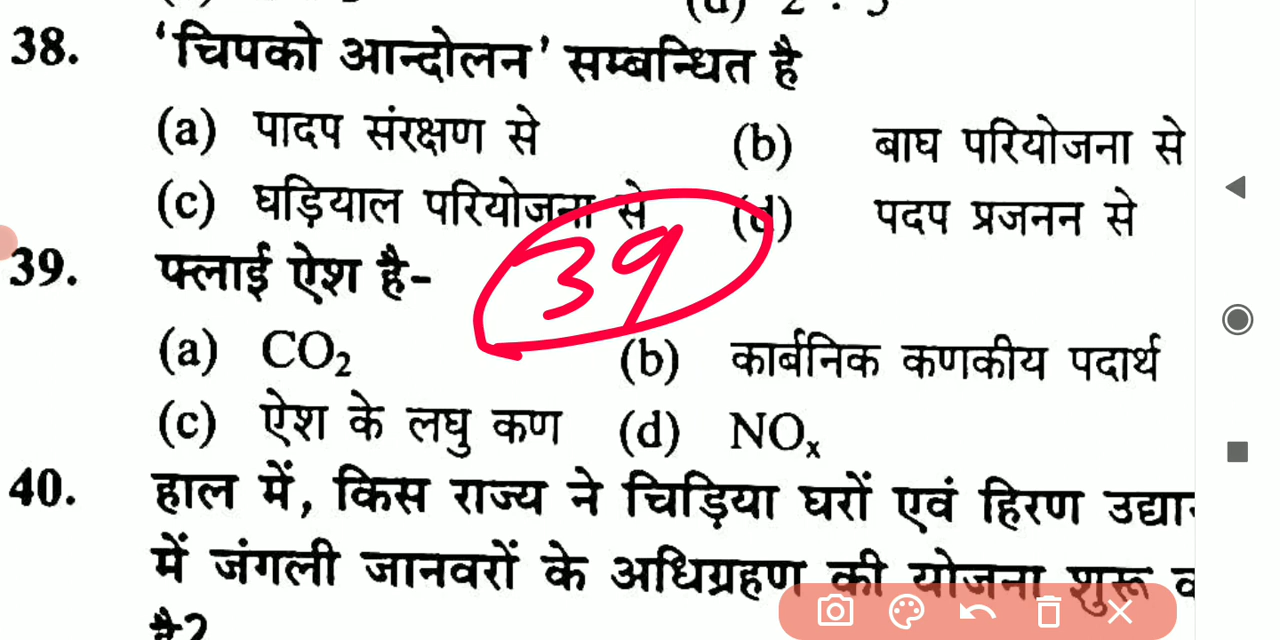 38. 'चिपको आन्दोलन' सम्बन्धित है
(a) पादप संरक्षण से (b) बाघ परियोजना से
(c) घड़ियाल परियोजना से (d) पदप प्रजनन से
39. फ्लाई ऐश है-
39
(a) CO₂ (b) कार्बनिक कणकीय पदार्थ
(c) ऐश के लघु कण (d) NOₓ
40. हाल में, किस राज्य ने चिड़िया घरों एवं हिरण
में जंगली जानवरों के अधिग्रहण की योजना शुरू
है?